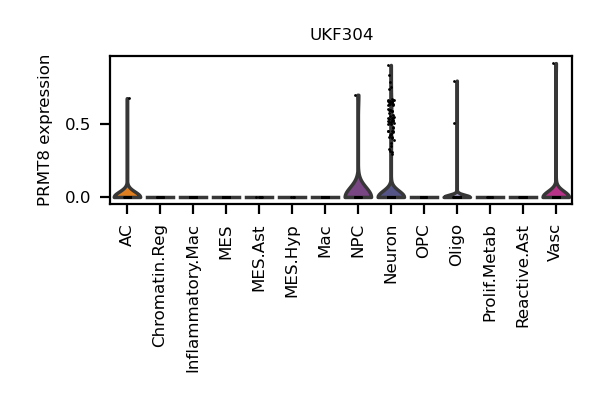 UKF304
PRMT8 expression
0.5
0.0
AC
Chromatin.Reg
Inflammatory.Mac
MES
MES.Ast
MES.Hyp
Mac
NPC
Neuron
OPC
Oligo
Prolif.Metab
Reactive.Ast
Vasc